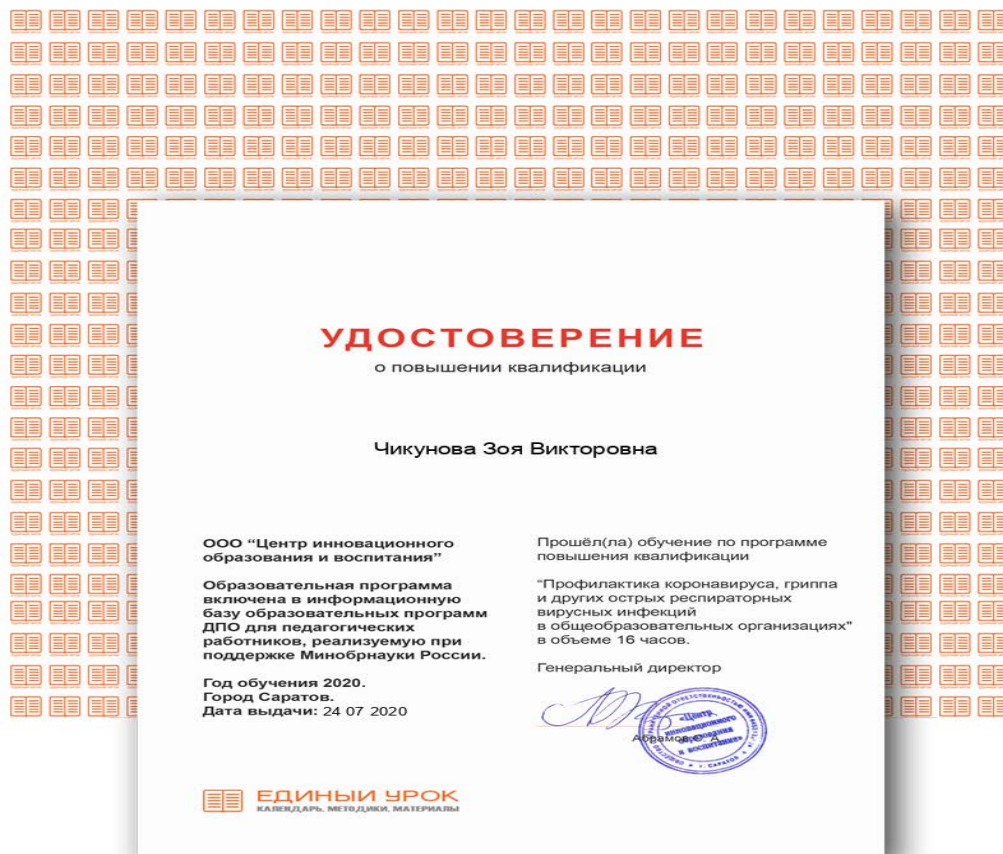 УДОСТОВЕРЕНИЕ
о повышении квалификации
Чикунова Зоя Викторовна
ООО “Центр инновационного
образования и воспитания”
Образовательная программа
включена в информационную
базу образовательных программ
ДПО для педагогических
работников, реализуемую при
поддержке Минобрнауки России.
Год обучения 2020.
Город Саратов.
Дата выдачи: 24 07 2020
Прошёл(ла) обучение по программе
повышения квалификации
“Профилактика коронавируса, гриппа
и других острых респираторных
вирусных инфекций
в общеобразовательных организациях”
в объеме 16 часов.
Генеральный директор
«Центр
инновационного
образования
и воспитания»
г. Саратов
ЕДИНЫЙ УРОК
КАЛЕНДАРЬ, МЕТОДИКИ, МАТЕРИАЛЫ